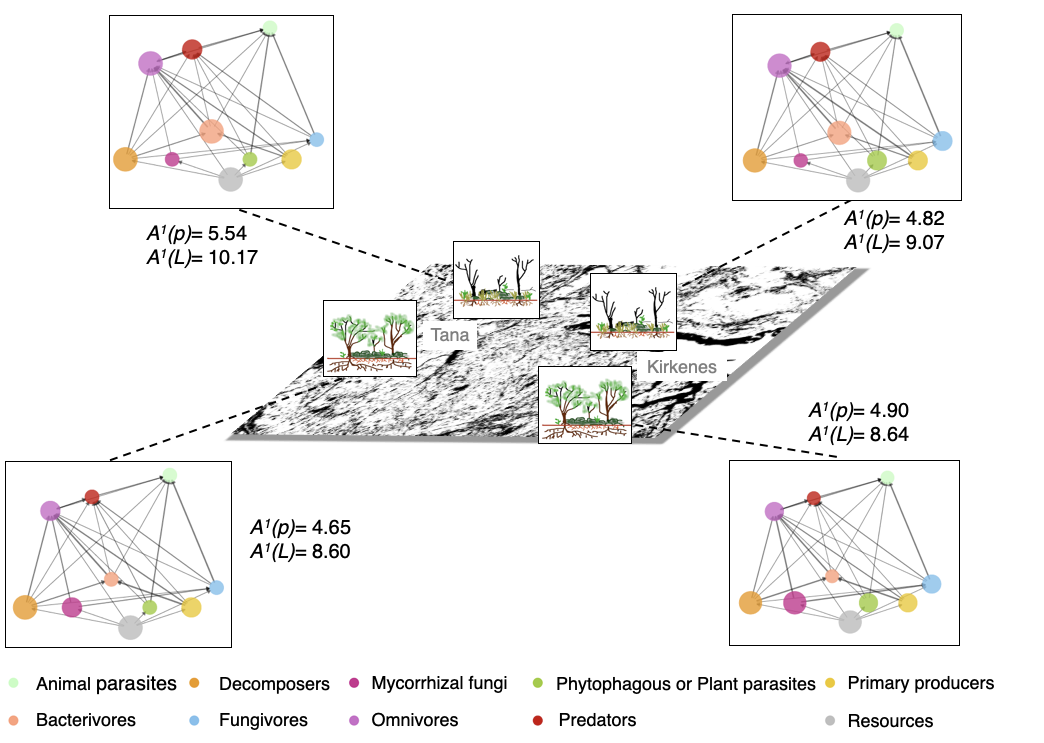 A¹(p)= 5.54
A¹(L)= 10.17
A¹(p)= 4.82
A¹(L)= 9.07
Tana
Kirkenes
A¹(p)= 4.90
A¹(L)= 8.64
A¹(p)= 4.65
A¹(L)= 8.60
Animal parasites Decomposers Mycorrhizal fungi Phytophagous or Plant parasites Primary producers
Bacterivores Fungivores Omnivores Predators Resources